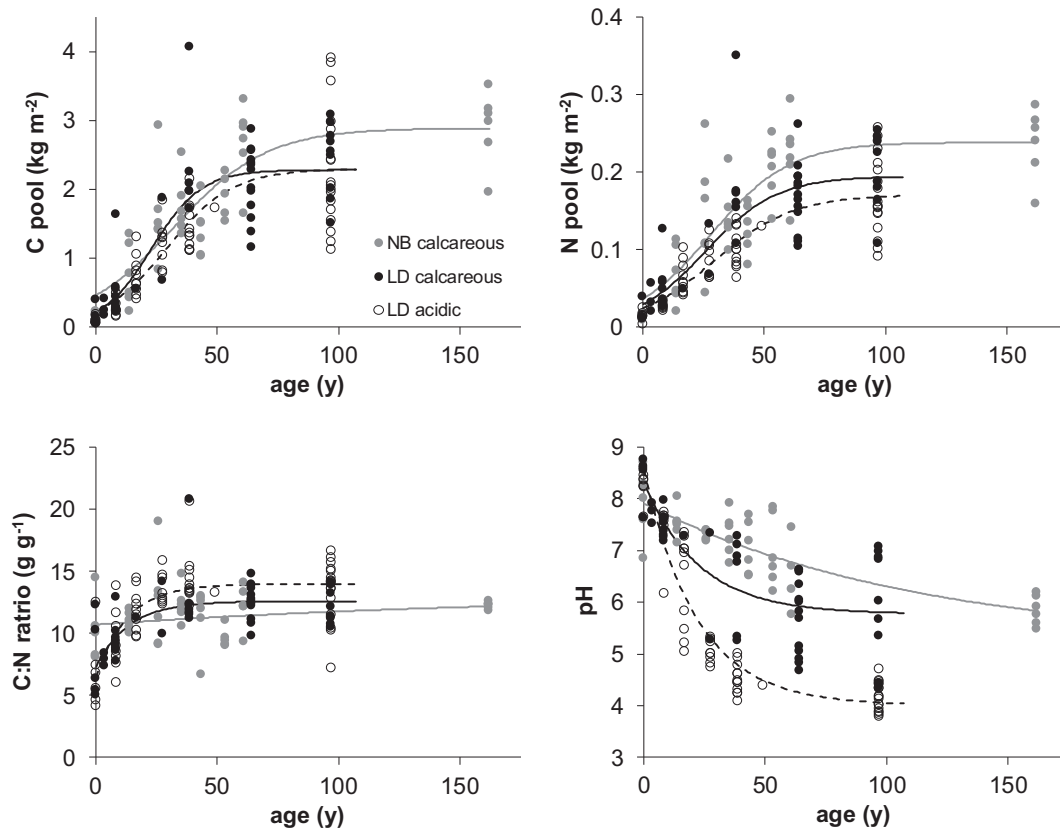 C pool (kg m-2)
4
3
2
1
0
0 50 100 150
age (y)
NB calcareous
LD calcareous
LD acidic
N pool (kg m-2)
0.4
0.3
0.2
0.1
0
0 50 100 150
age (y)
C:N ratrio (g g-1)
25
20
15
10
5
0
0 50 100 150
age (y)
pH
9
8
7
6
5
4
3
0 50 100 150
age (y)